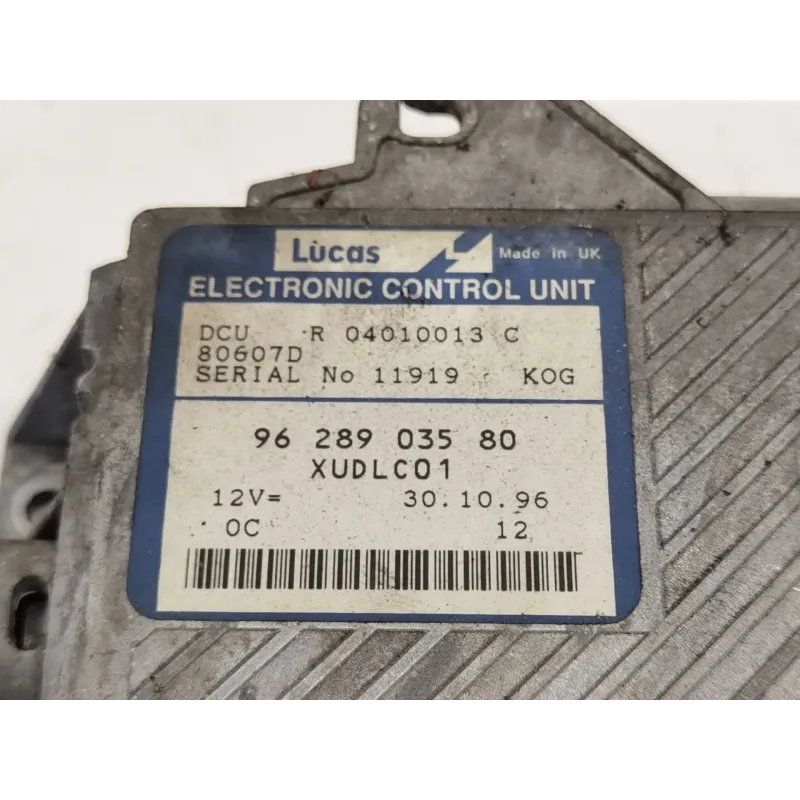 Lucas Made in UK
ELECTRONIC CONTROL UNIT
DCU R 04010013 C
80607D
SERIAL No 11919 KOG
96 289 035 80
XUDLC01
12V= 30.10.96
0C 12